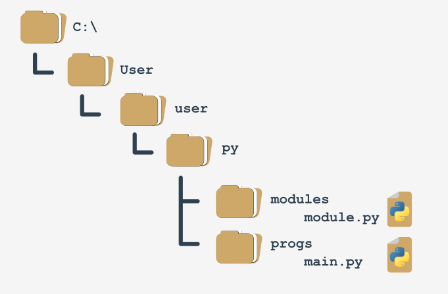 C:\
User
user
py
modules
module.py
progs
main.py